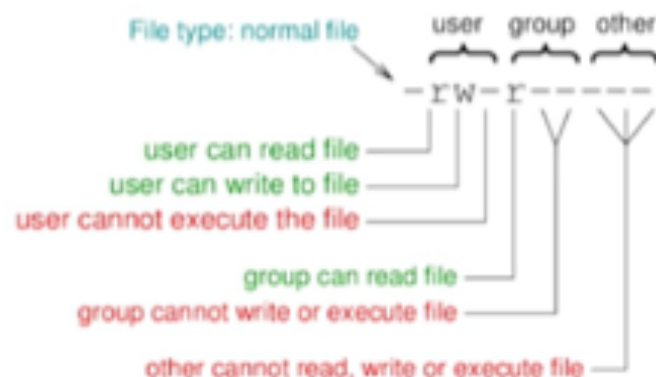 user group other
File type: normal file
-rw-r-----
user can read file
user can write to file
user cannot execute the file
group can read file
group cannot write or execute file
other cannot read, write or execute file